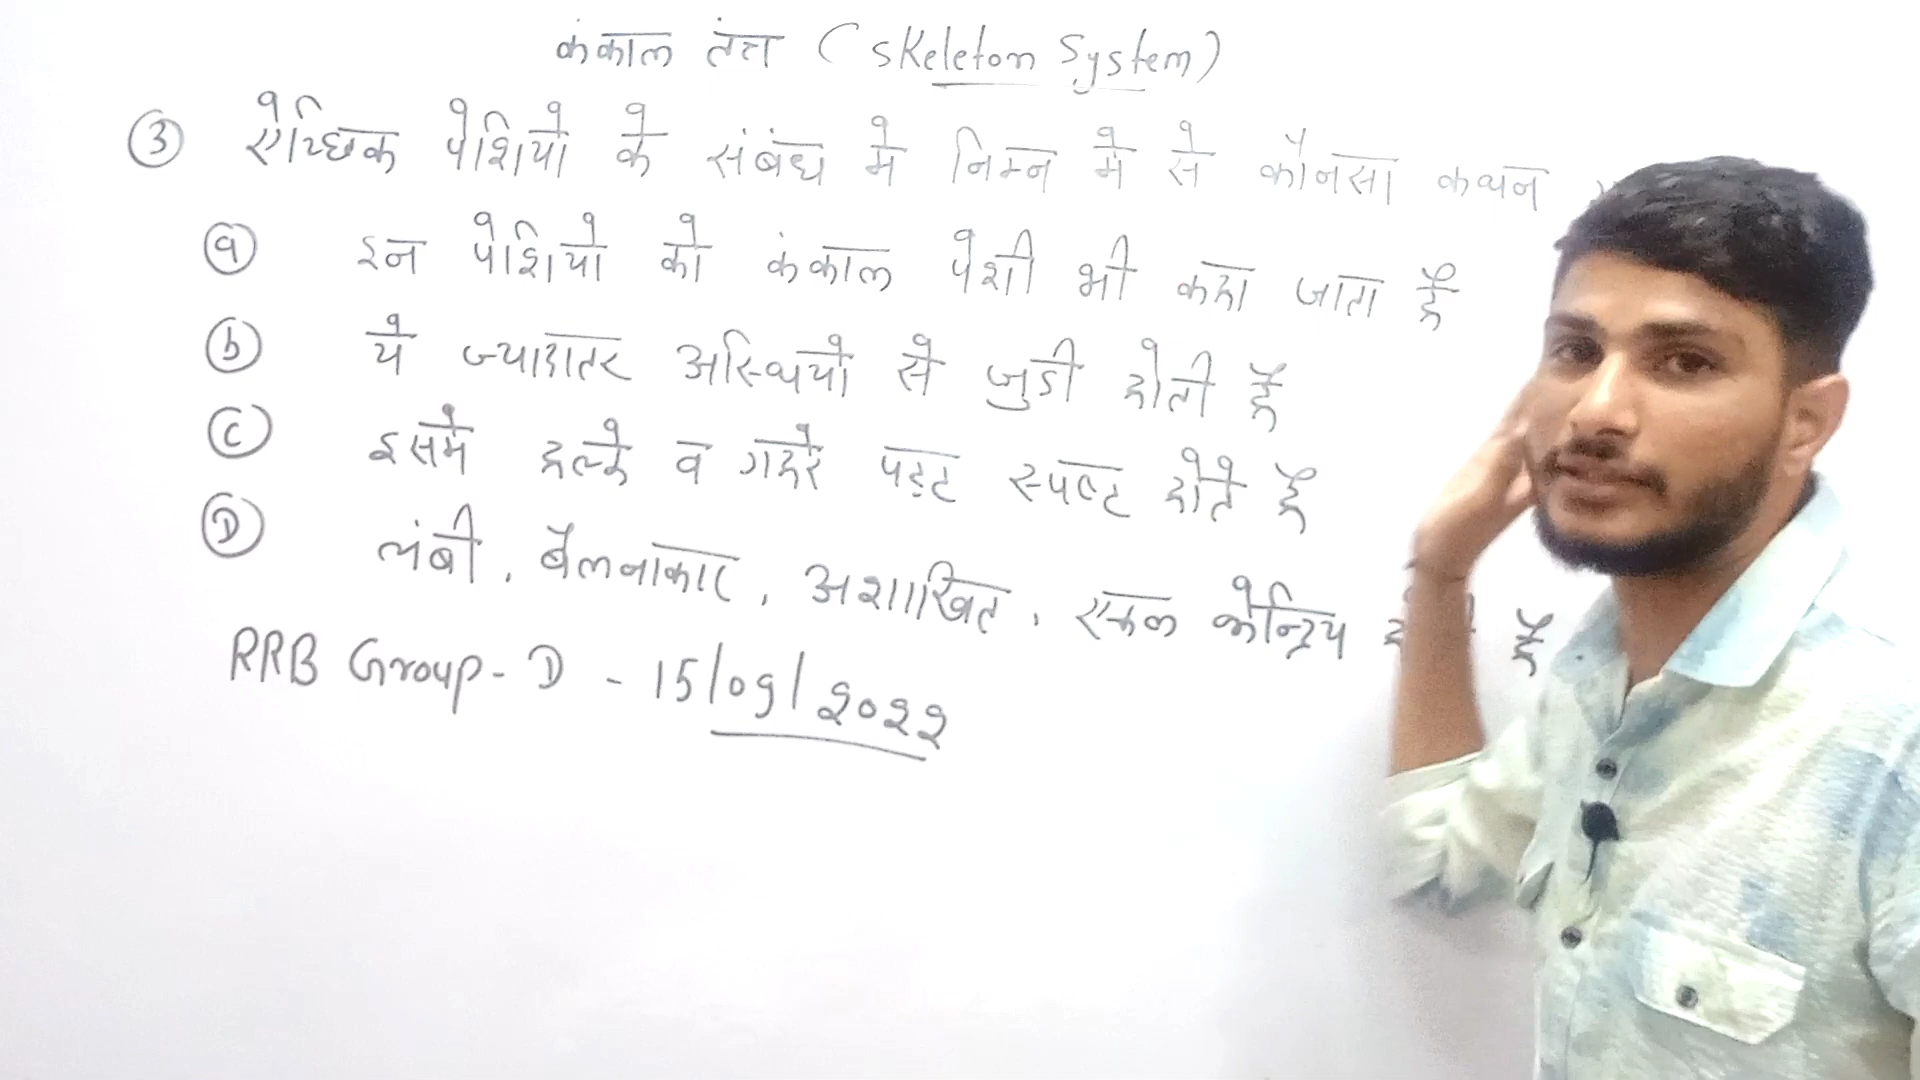 कंकाल तंत्र (Skeleton System)
③ ऐच्छिक पेशियो के संबंध मे निम्न मे से कौनसा कथन
ⓐ इन पेशियो को कंकाल पेशी भी कहा जाता है
ⓑ ये ज्यादातर अस्थियो से जुडी होती है
ⓒ इसमे हल्के व गहरे पट्ट स्पष्ट होते है
Ⓓ लंबी, बैलनाकार, अशाखित, एकल केन्द्रिय है
RRB Group-D - 15/09/2022